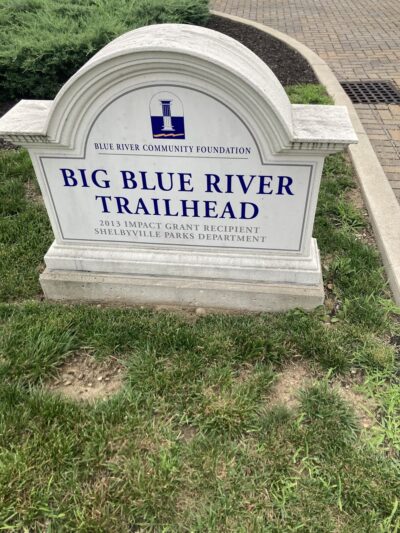 BLUE RIVER COMMUNITY FOUNDATION
BIG BLUE RIVER
TRAILHEAD
2013 IMPACT GRANT RECIPIENT
SHELBYVILLE PARKS DEPARTMENT